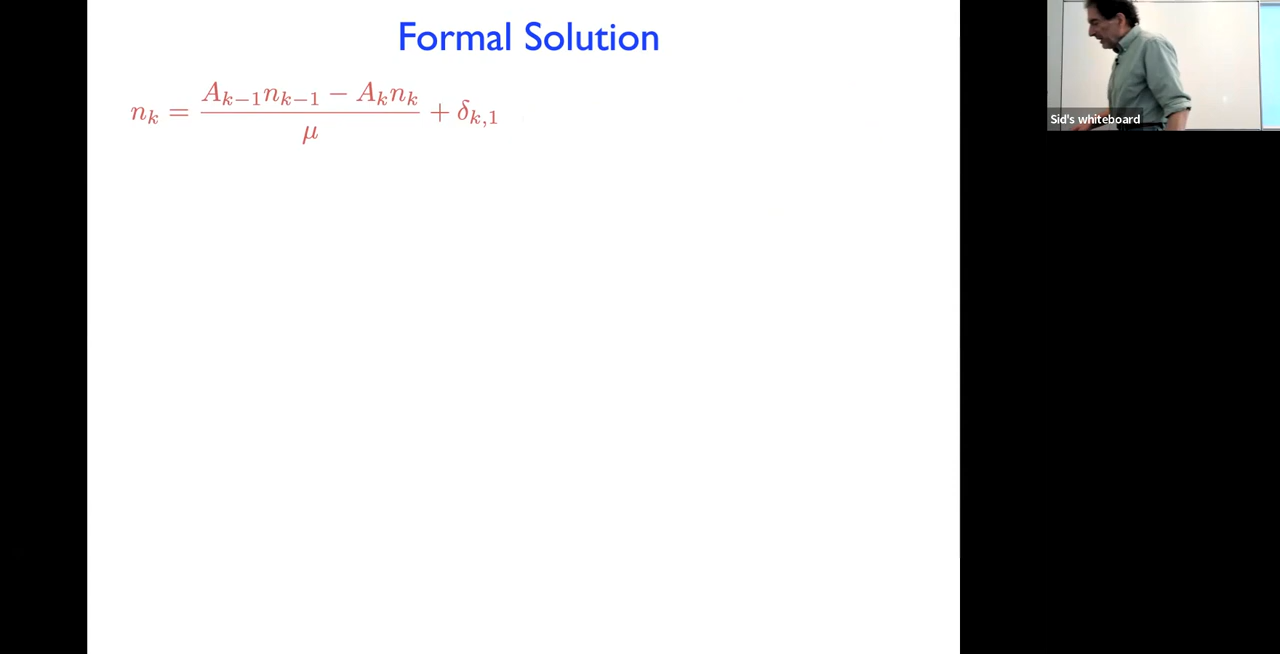 Formal Solution
n_k = \frac{A_{k-1} n_{k-1} - A_k n_k}{\mu} + \delta_{k,1}
Sid's whiteboard